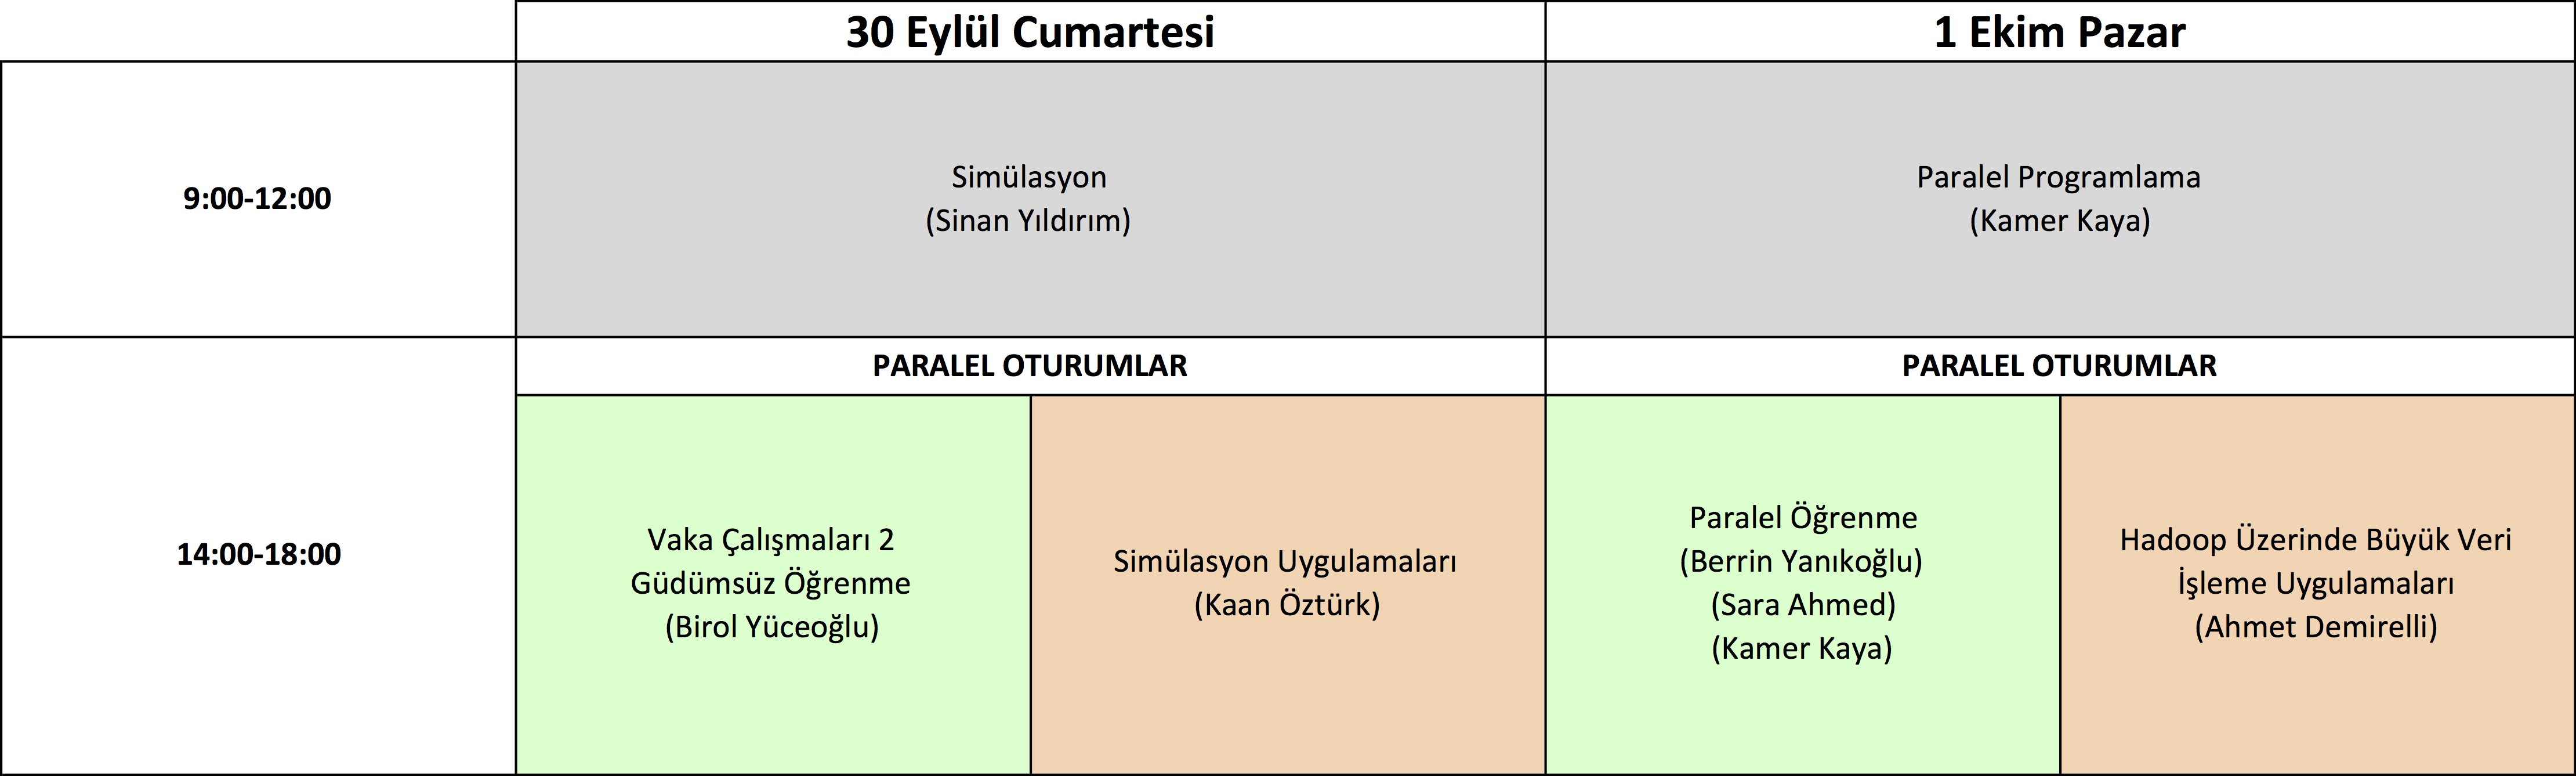 30 Eylül Cumartesi
1 Ekim Pazar
9:00-12:00
Simülasyon
(Sinan Yıldırım)
Paralel Programlama
(Kamer Kaya)
14:00-18:00
PARALEL OTURUMLAR
PARALEL OTURUMLAR
Vaka Çalışmaları 2
Güdümsüz Öğrenme
(Birol Yüceoğlu)
Simülasyon Uygulamaları
(Kaan Öztürk)
Paralel Öğrenme
(Berrin Yanıkoğlu)
(Sara Ahmed)
(Kamer Kaya)
Hadoop Üzerinde Büyük Veri
İşleme Uygulamaları
(Ahmet Demirelli)